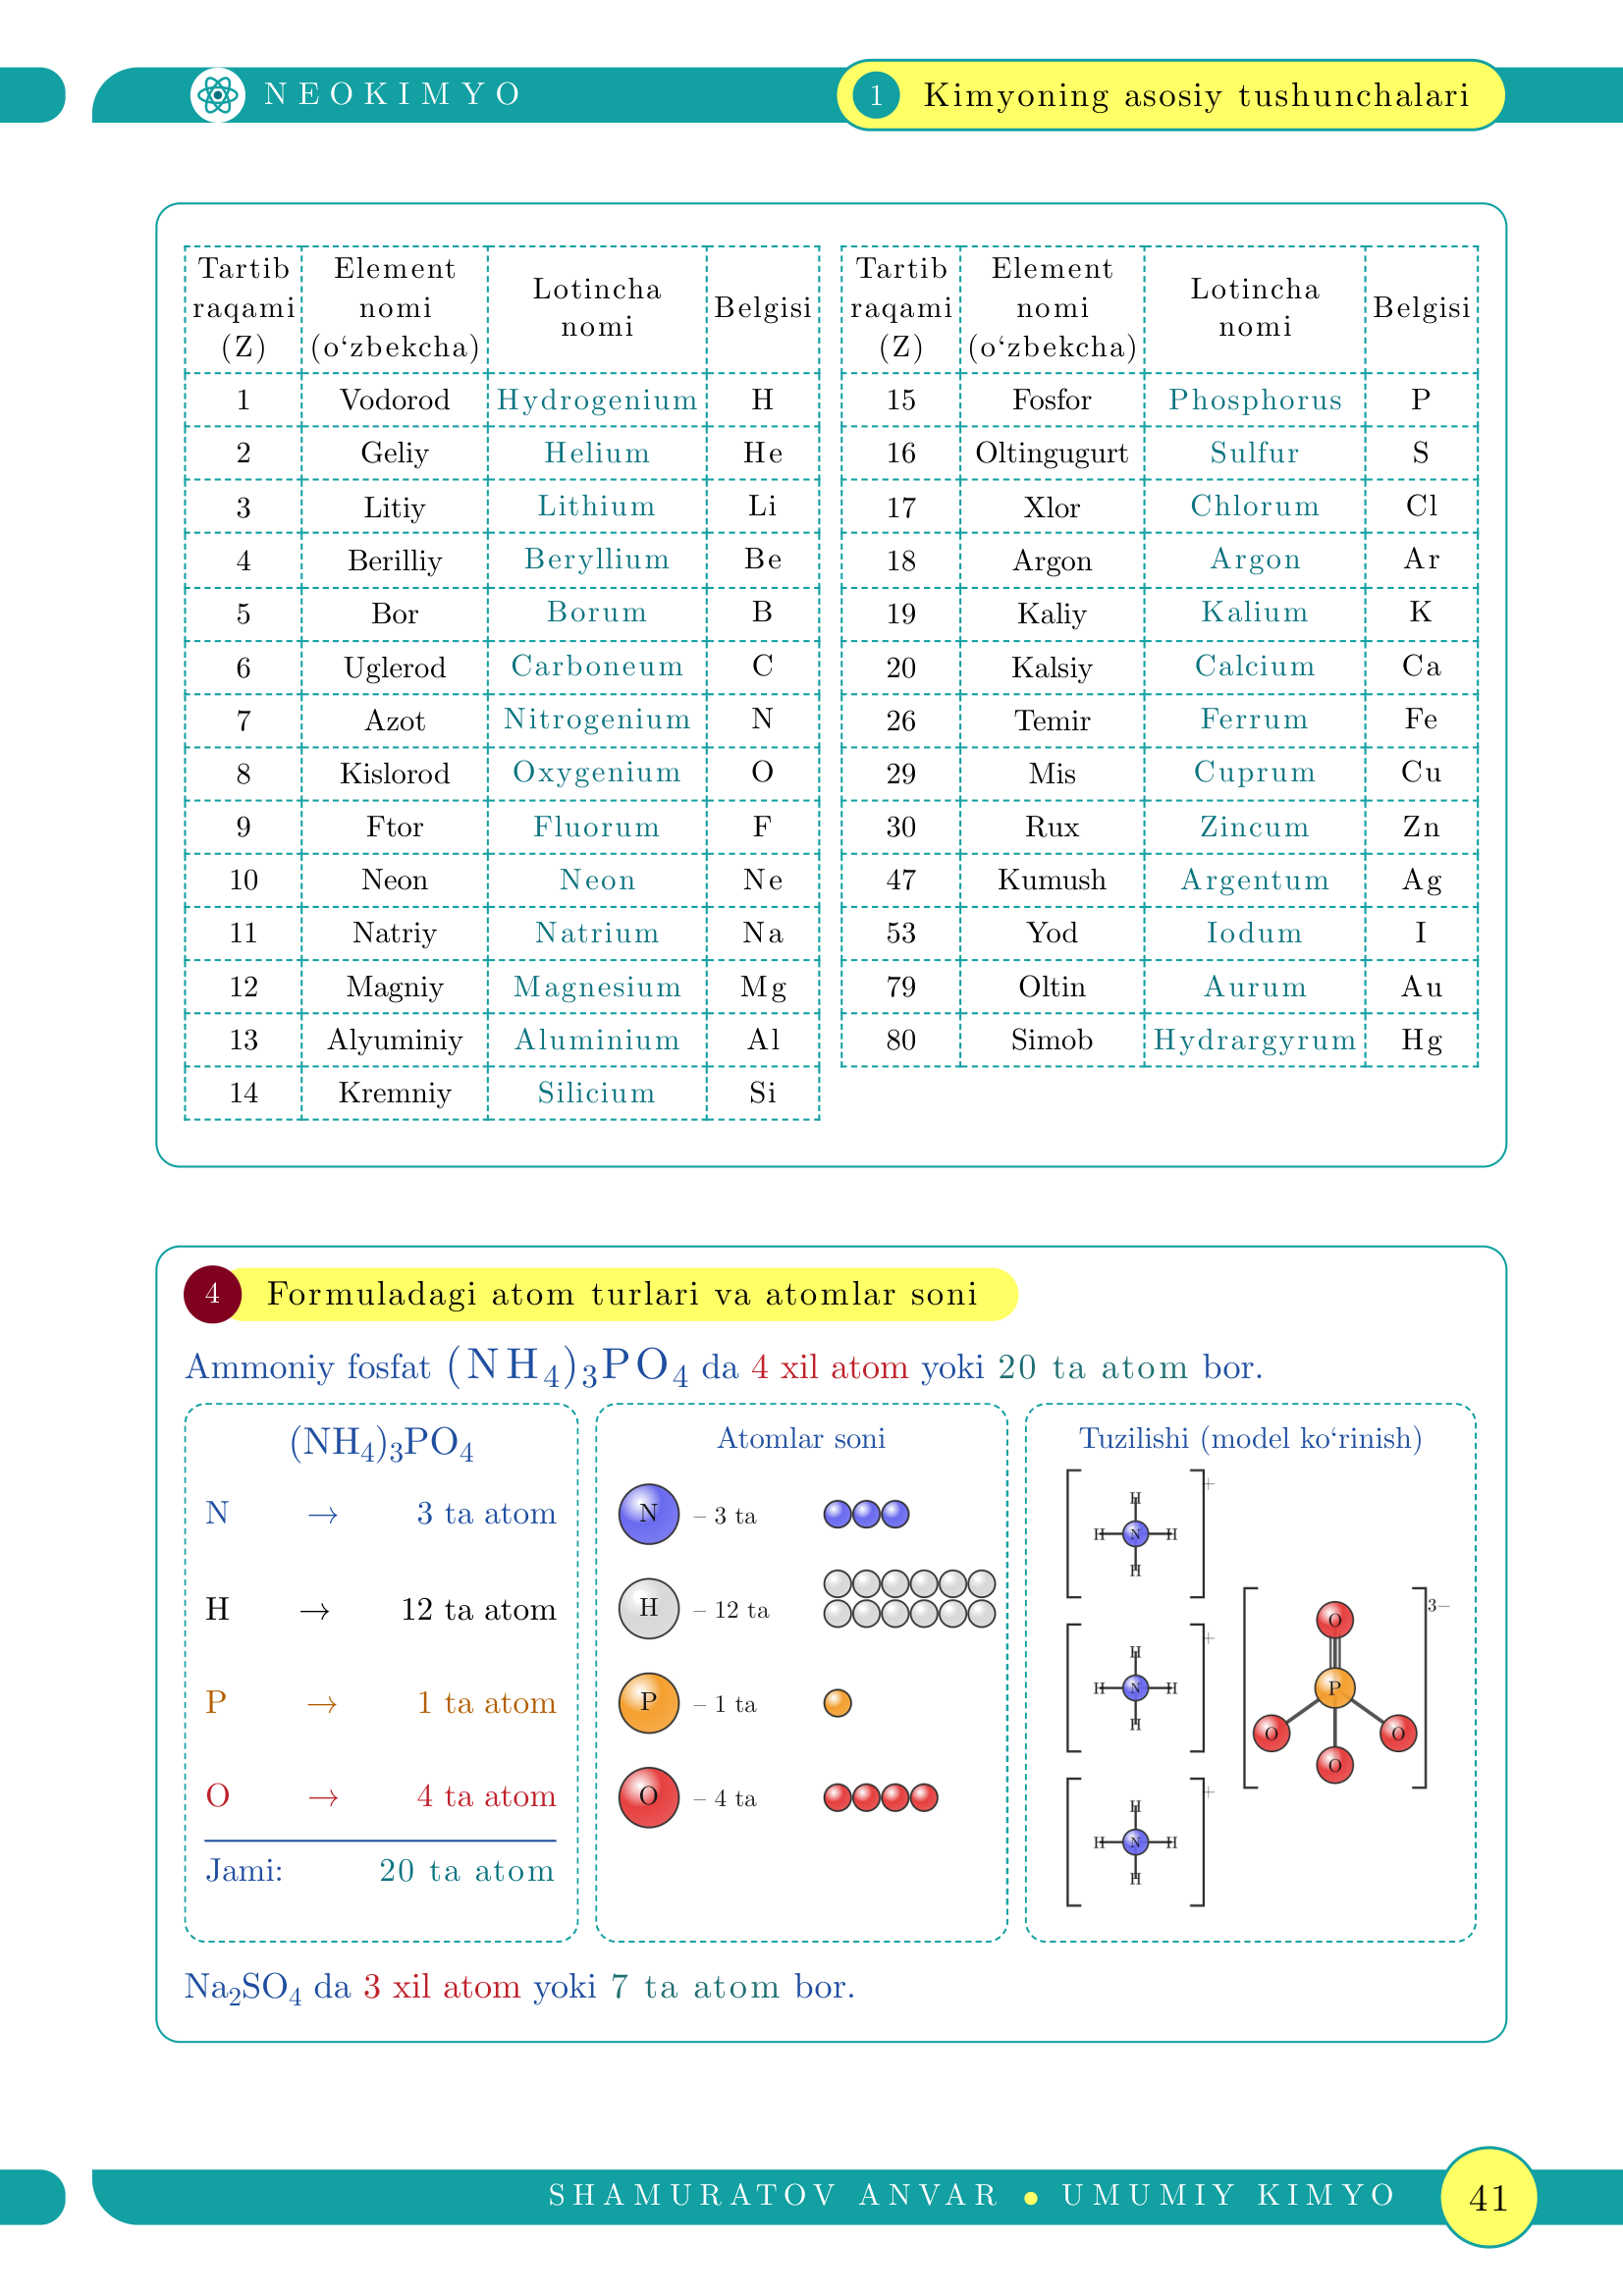 NEOKIMYO
1 Kimyoning asosiy tushunchalari
Tartib raqami (Z) Element nomi (o‘zbekcha) Lotincha nomi Belgisi
1 Vodorod Hydrogenium H
2 Geliy Helium He
3 Litiy Lithium Li
4 Berilliy Beryllium Be
5 Bor Borum B
6 Uglerod Carboneum C
7 Azot Nitrogenium N
8 Kislorod Oxygenium O
9 Ftor Fluorum F
10 Neon Neon Ne
11 Natriy Natrium Na
12 Magniy Magnesium Mg
13 Alyuminiy Aluminium Al
14 Kremniy Silicium Si
Tartib raqami (Z) Element nomi (o‘zbekcha) Lotincha nomi Belgisi
15 Fosfor Phosphorus P
16 Oltingugurt Sulfur S
17 Xlor Chlorum Cl
18 Argon Argon Ar
19 Kaliy Kalium K
20 Kalsiy Calcium Ca
26 Temir Ferrum Fe
29 Mis Cuprum Cu
30 Rux Zincum Zn
47 Kumush Argentum Ag
53 Yod Iodum I
79 Oltin Aurum Au
80 Simob Hydrargyrum Hg
4 Formuladagi atom turlari va atomlar soni
Ammoniy fosfat (NH₄)₃PO₄ da 4 xil atom yoki 20 ta atom bor.
(NH₄)₃PO₄
N → 3 ta atom
H → 12 ta atom
P → 1 ta atom
O → 4 ta atom
Jami: 20 ta atom
Atomlar soni
N – 3 ta
H – 12 ta
P – 1 ta
O – 4 ta
Tuzilishi (model ko‘rinish)
+
H
H N H
H
+
H
H N H
H
+
H
H N H
H
3−
O
P
O O
O
Na₂SO₄ da 3 xil atom yoki 7 ta atom bor.
SHAMURATOV ANVAR • UMUMIY KIMYO
41